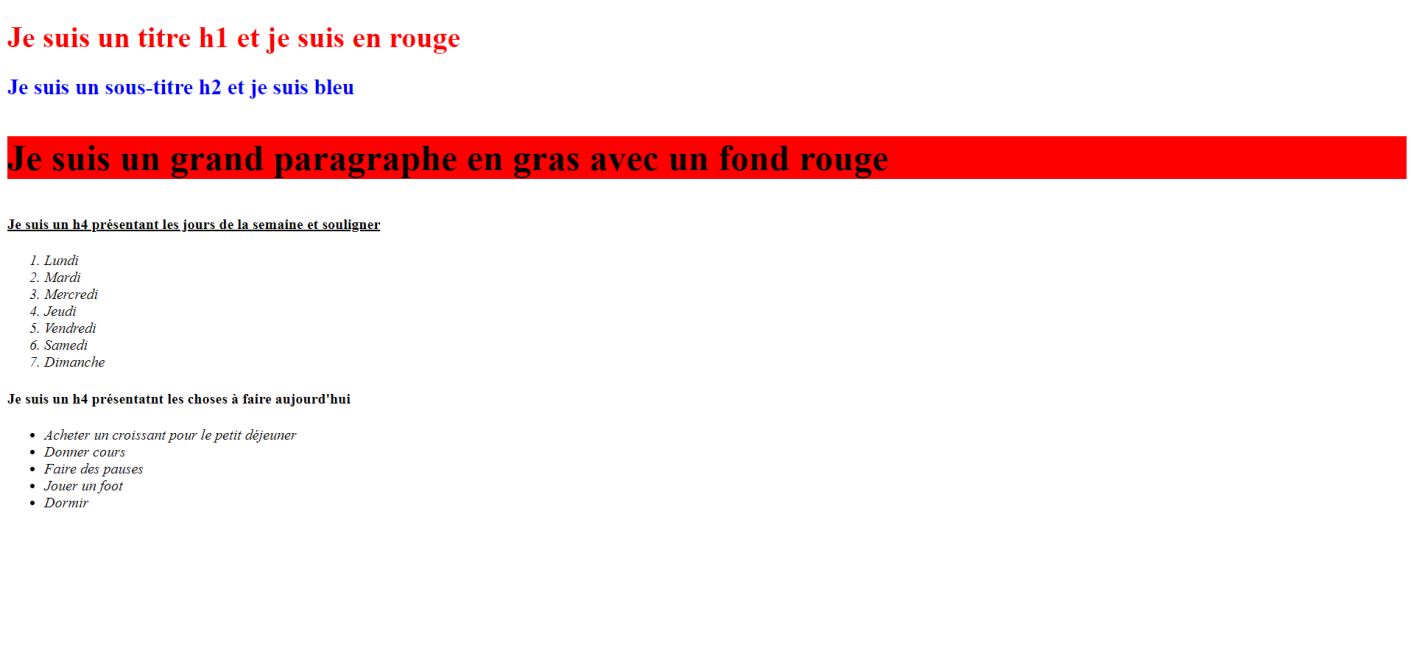 Je suis un titre h1 et je suis en rouge
Je suis un sous-titre h2 et je suis bleu
Je suis un grand paragraphe en gras avec un fond rouge
Je suis un h4 présentant les jours de la semaine et souligner
1. Lundi
2. Mardi
3. Mercredi
4. Jeudi
5. Vendredi
6. Samedi
7. Dimanche
Je suis un h4 présentatnt les choses à faire aujourd'hui
• Acheter un croissant pour le petit déjeuner
• Donner cours
• Faire des pauses
• Jouer un foot
• Dormir